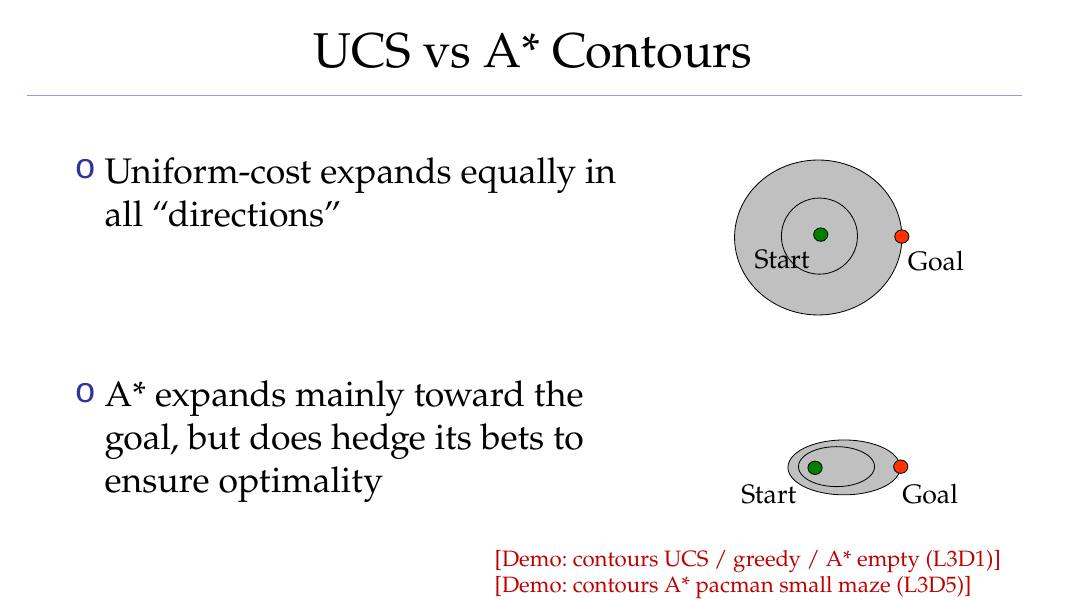 UCS vs A* Contours
o Uniform-cost expands equally in
all “directions”
Start
Goal
o A* expands mainly toward the
goal, but does hedge its bets to
ensure optimality
Start
Goal
[Demo: contours UCS / greedy / A* empty (L3D1)]
[Demo: contours A* pacman small maze (L3D5)]